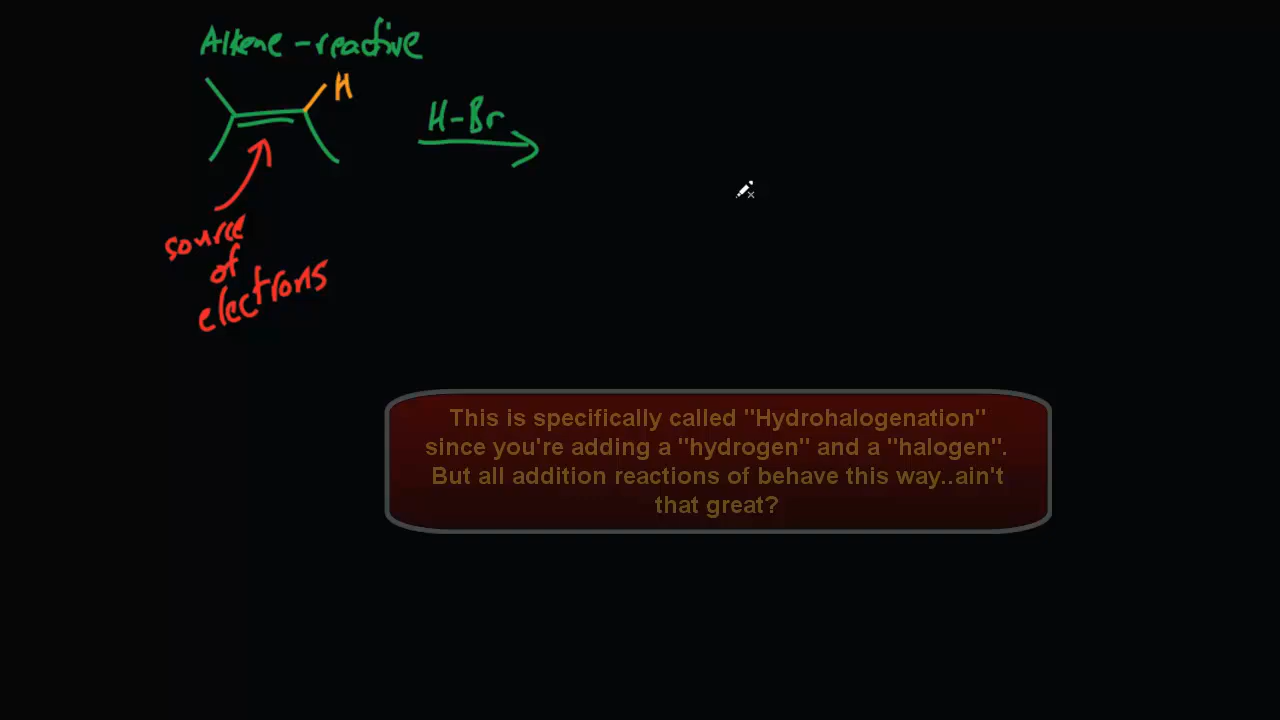 Alkene - reactive
H
H-Br
source
of
electrons
This is specifically called "Hydrohalogenation"
since you're adding a "hydrogen" and a "halogen".
But all addition reactions of behave this way..ain't
that great?